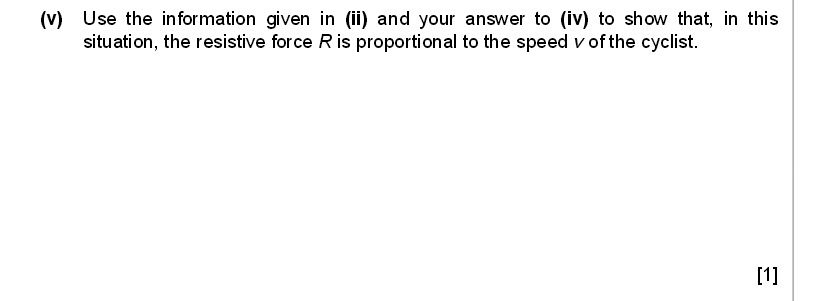 (v) Use the information given in (ii) and your answer to (iv) to show that, in this
situation, the resistive force R is proportional to the speed v of the cyclist.
[1]